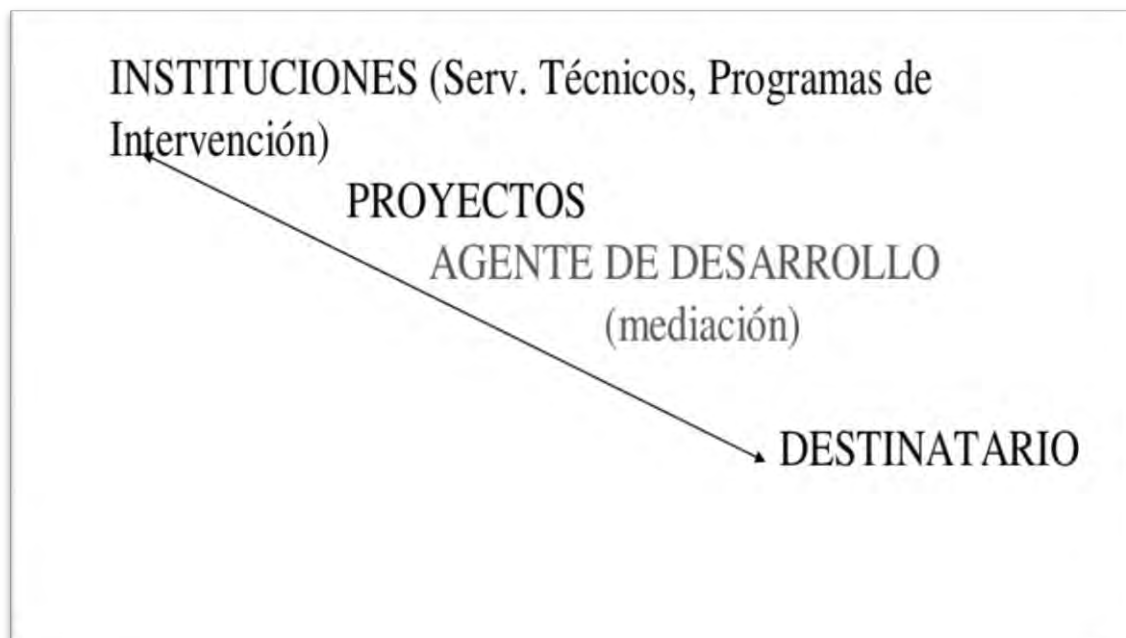 INSTITUCIONES (Serv. Técnicos, Programas de
Intervención)
PROYECTOS
AGENTE DE DESARROLLO
(mediación)
DESTINATARIO